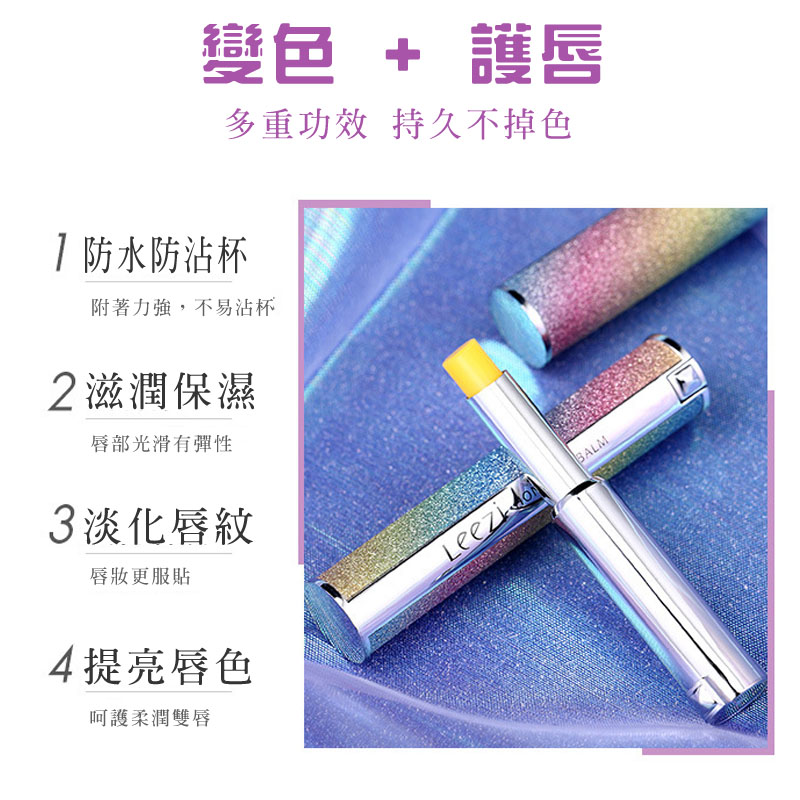 變色 + 護唇
多重功效 持久不掉色
1 防水防沾杯
附著力強，不易沾杯
2 滋潤保濕
唇部光滑有彈性
3 淡化唇紋
唇妝更服貼
4 提亮唇色
呵護柔潤雙唇
BALM